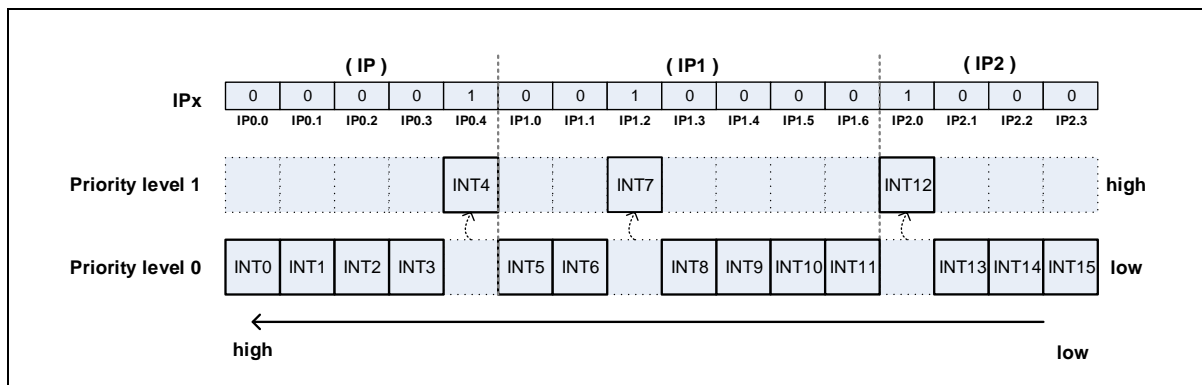 ( IP ) ( IP1 ) ( IP2 )
IPx 0 0 0 0 1 0 0 1 0 0 0 0 1 0 0 0
IP0.0 IP0.1 IP0.2 IP0.3 IP0.4 IP1.0 IP1.1 IP1.2 IP1.3 IP1.4 IP1.5 IP1.6 IP2.0 IP2.1 IP2.2 IP2.3
Priority level 1 INT4 INT7 INT12 high
Priority level 0 INT0 INT1 INT2 INT3 INT5 INT6 INT8 INT9 INT10 INT11 INT13 INT14 INT15 low
high low